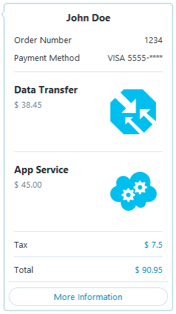 John Doe
Order Number 1234
Payment Method VISA 5555-****
Data Transfer
$ 38.45
App Service
$ 45.00
Tax $ 7.5
Total $ 90.95
More Information